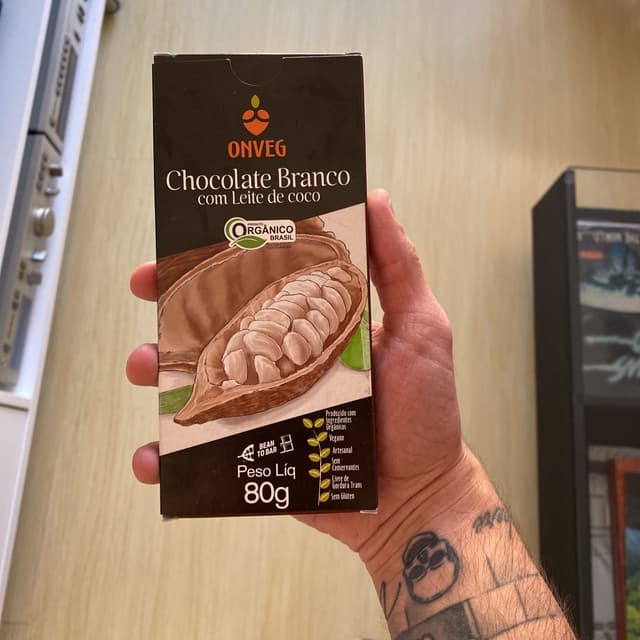 ONVEG
Chocolate Branco
com Leite de coco
PRODUTO
ORGÂNICO
BRASIL
Produzido com
Ingredientes
Orgânicos
Vegano
Artesanal
Sem
Conservantes
Livre de
Gordura Trans
Sem Glúten
BEAN
TO BAR
Peso Líq
80g